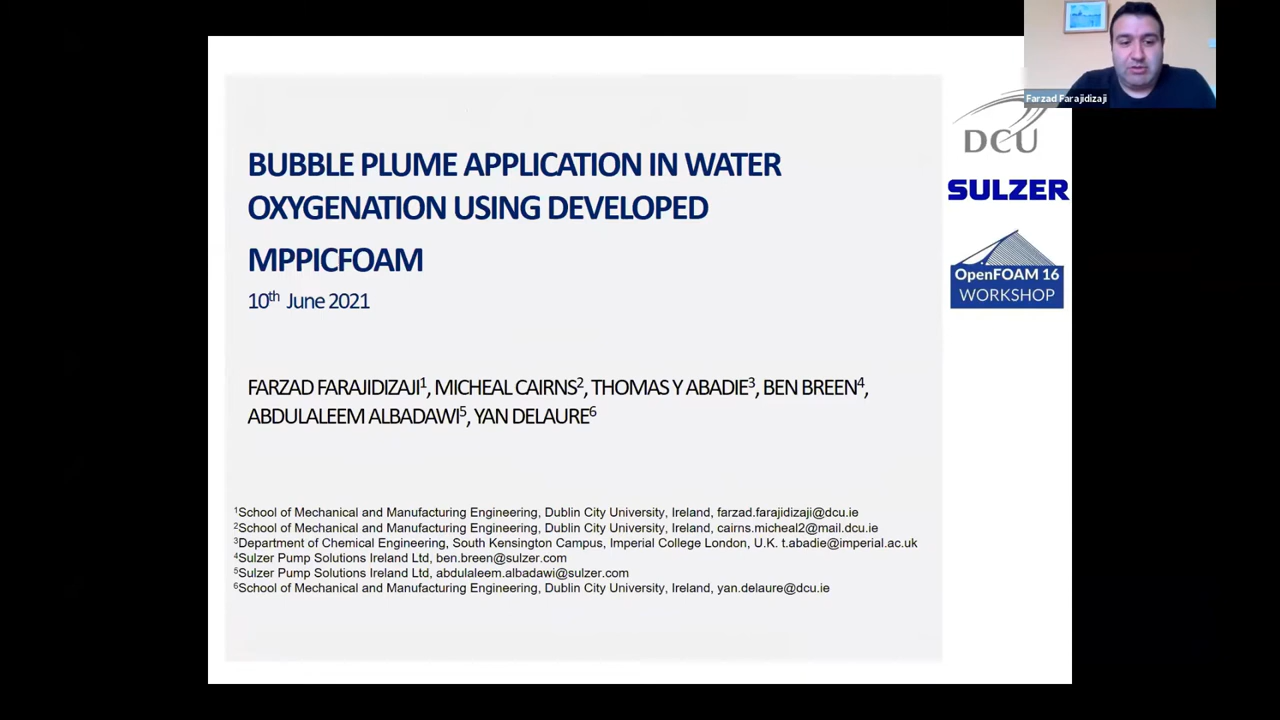 Farzad Farajidizaji
DCU
SULZER
OpenFOAM 16
WORKSHOP
BUBBLE PLUME APPLICATION IN WATER
OXYGENATION USING DEVELOPED
MPPICFOAM
10th June 2021
FARZAD FARAJIDIZAJI1, MICHEAL CAIRNS2, THOMAS Y ABADIE3, BEN BREEN4,
ABDULALEEM ALBADAWI5, YAN DELAURE6
1School of Mechanical and Manufacturing Engineering, Dublin City University, Ireland, farzad.farajidizaji@dcu.ie
2School of Mechanical and Manufacturing Engineering, Dublin City University, Ireland, cairns.micheal2@mail.dcu.ie
3Department of Chemical Engineering, South Kensington Campus, Imperial College London, U.K. t.abadie@imperial.ac.uk
4Sulzer Pump Solutions Ireland Ltd, ben.breen@sulzer.com
5Sulzer Pump Solutions Ireland Ltd, abdulaleem.albadawi@sulzer.com
6School of Mechanical and Manufacturing Engineering, Dublin City University, Ireland, yan.delaure@dcu.ie